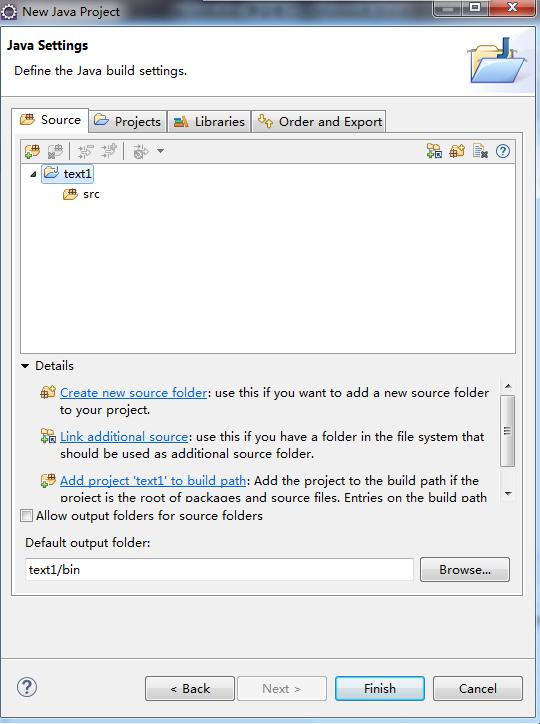 New Java Project
Java Settings
Define the Java build settings.
Source Projects Libraries Order and Export
text1
src
Details
Create new source folder: use this if you want to add a new source folder
to your project.
Link additional source: use this if you have a folder in the file system that
should be used as additional source folder.
Add project 'text1' to build path: Add the project to the build path if the
project is the root of packages and source files. Entries on the build path
Allow output folders for source folders
Default output folder:
text1/bin
Browse...
< Back Next > Finish Cancel